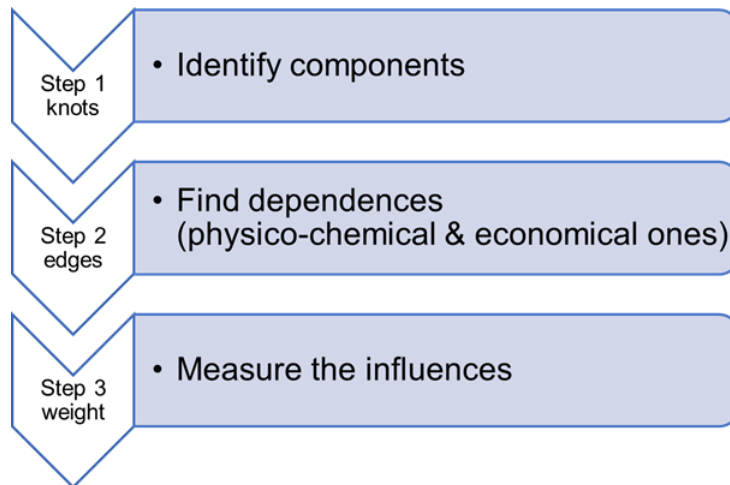 Step 1
knots
• Identify components
Step 2
edges
• Find dependences
(physico-chemical & economical ones)
Step 3
weight
• Measure the influences